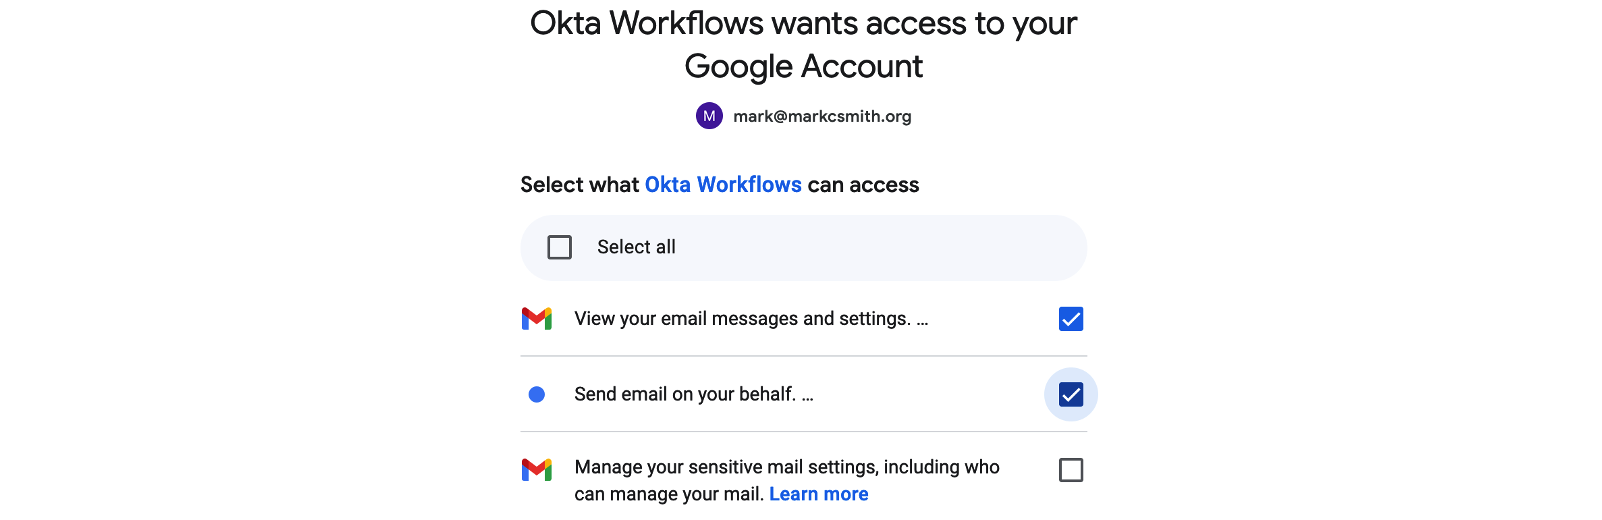 Okta Workflows wants access to your
Google Account
M mark@markcsmith.org
Select what Okta Workflows can access
Select all
View your email messages and settings. ...
Send email on your behalf. ...
Manage your sensitive mail settings, including who
can manage your mail. Learn more